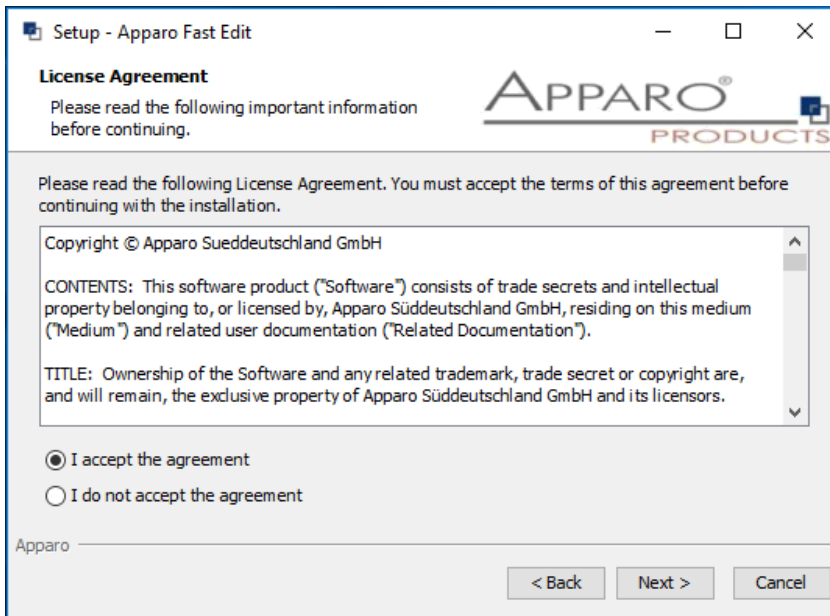 Setup - Apparo Fast Edit
License Agreement
Please read the following important information
before continuing.
APPARO®
PRODUCTS
Please read the following License Agreement. You must accept the terms of this agreement before
continuing with the installation.
Copyright © Apparo Sueddeutschland GmbH
CONTENTS: This software product ("Software") consists of trade secrets and intellectual
property belonging to, or licensed by, Apparo Süddeutschland GmbH, residing on this medium
("Medium") and related user documentation ("Related Documentation").
TITLE: Ownership of the Software and any related trademark, trade secret or copyright are,
and will remain, the exclusive property of Apparo Süddeutschland GmbH and its licensors.
I accept the agreement
I do not accept the agreement
Apparo
< Back Next > Cancel